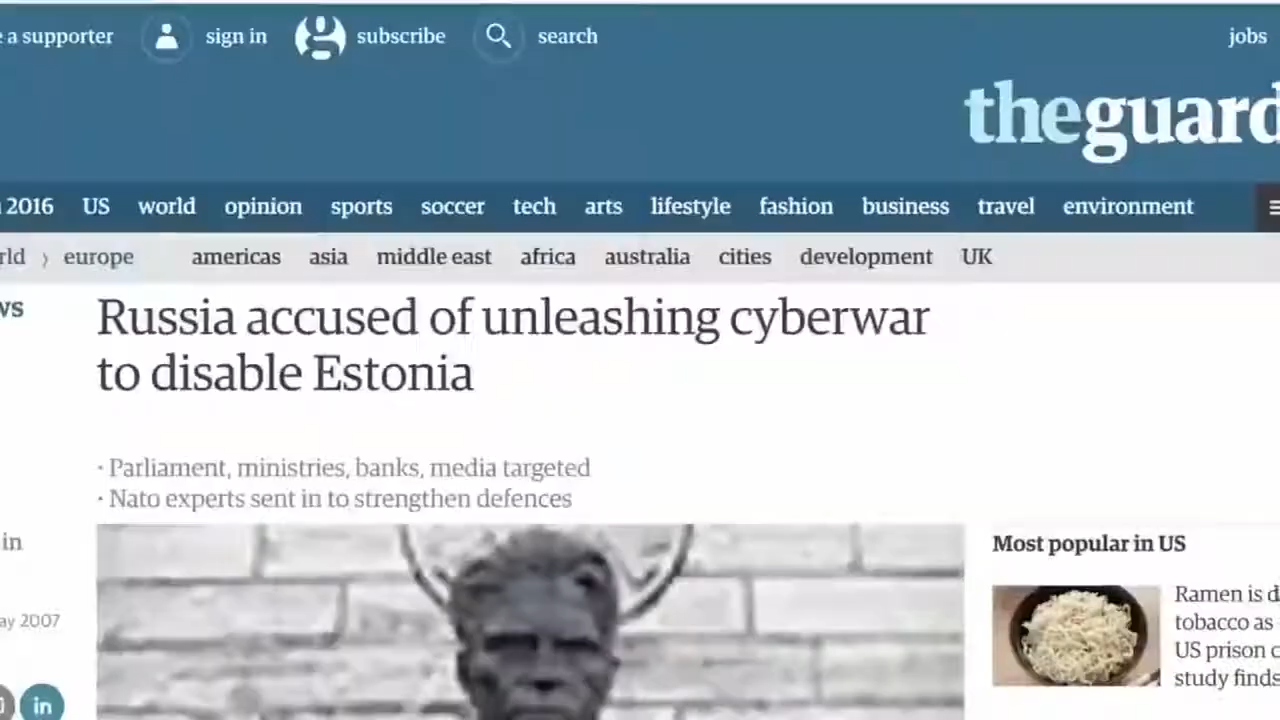 a supporter
sign in
subscribe
search
jobs
theguard
2016
US
world
opinion
sports
soccer
tech
arts
lifestyle
fashion
business
travel
environment
rld › europe
americas
asia
middle east
africa
australia
cities
development
UK
ws
Russia accused of unleashing cyberwar
to disable Estonia
· Parliament, ministries, banks, media targeted
· Nato experts sent in to strengthen defences
in
ay 2007
in
Most popular in US
Ramen is d
tobacco as
US prison c
study finds